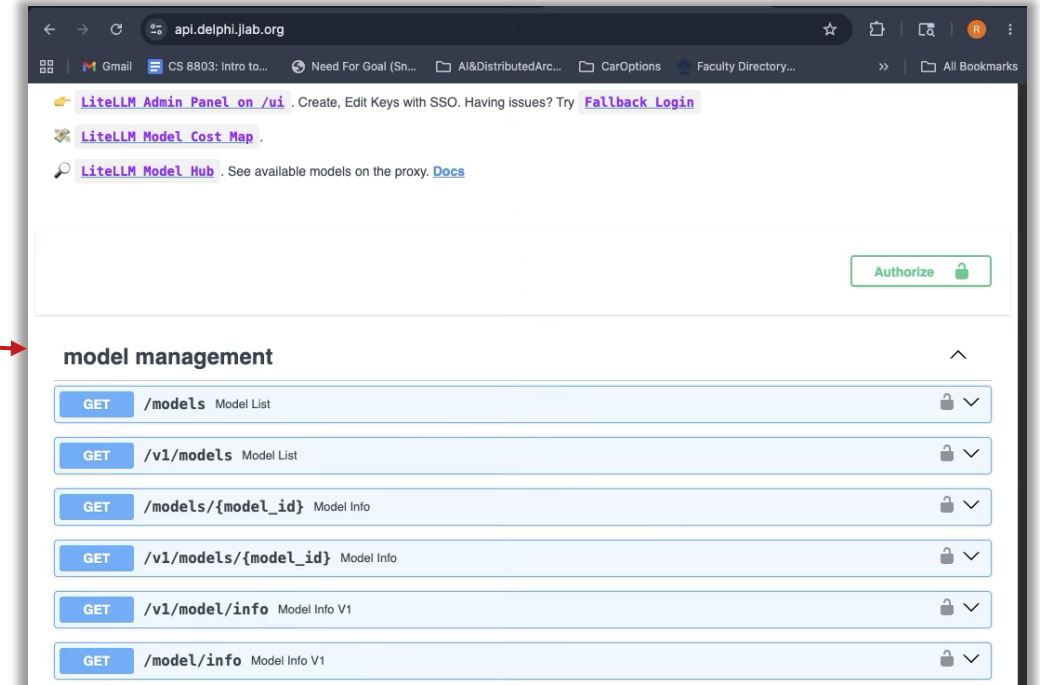 api.delphi.jlab.org
R
Gmail CS 8803: Intro to... Need For Goal (Sn... AI&DistributedArc... CarOptions Faculty Directory... » All Bookmarks
LiteLLM Admin Panel on /ui . Create, Edit Keys with SSO. Having issues? Try Fallback Login
LiteLLM Model Cost Map .
LiteLLM Model Hub . See available models on the proxy. Docs
Authorize
model management
GET /models Model List
GET /v1/models Model List
GET /models/{model_id} Model Info
GET /v1/models/{model_id} Model Info
GET /v1/model/info Model Info V1
GET /model/info Model Info V1